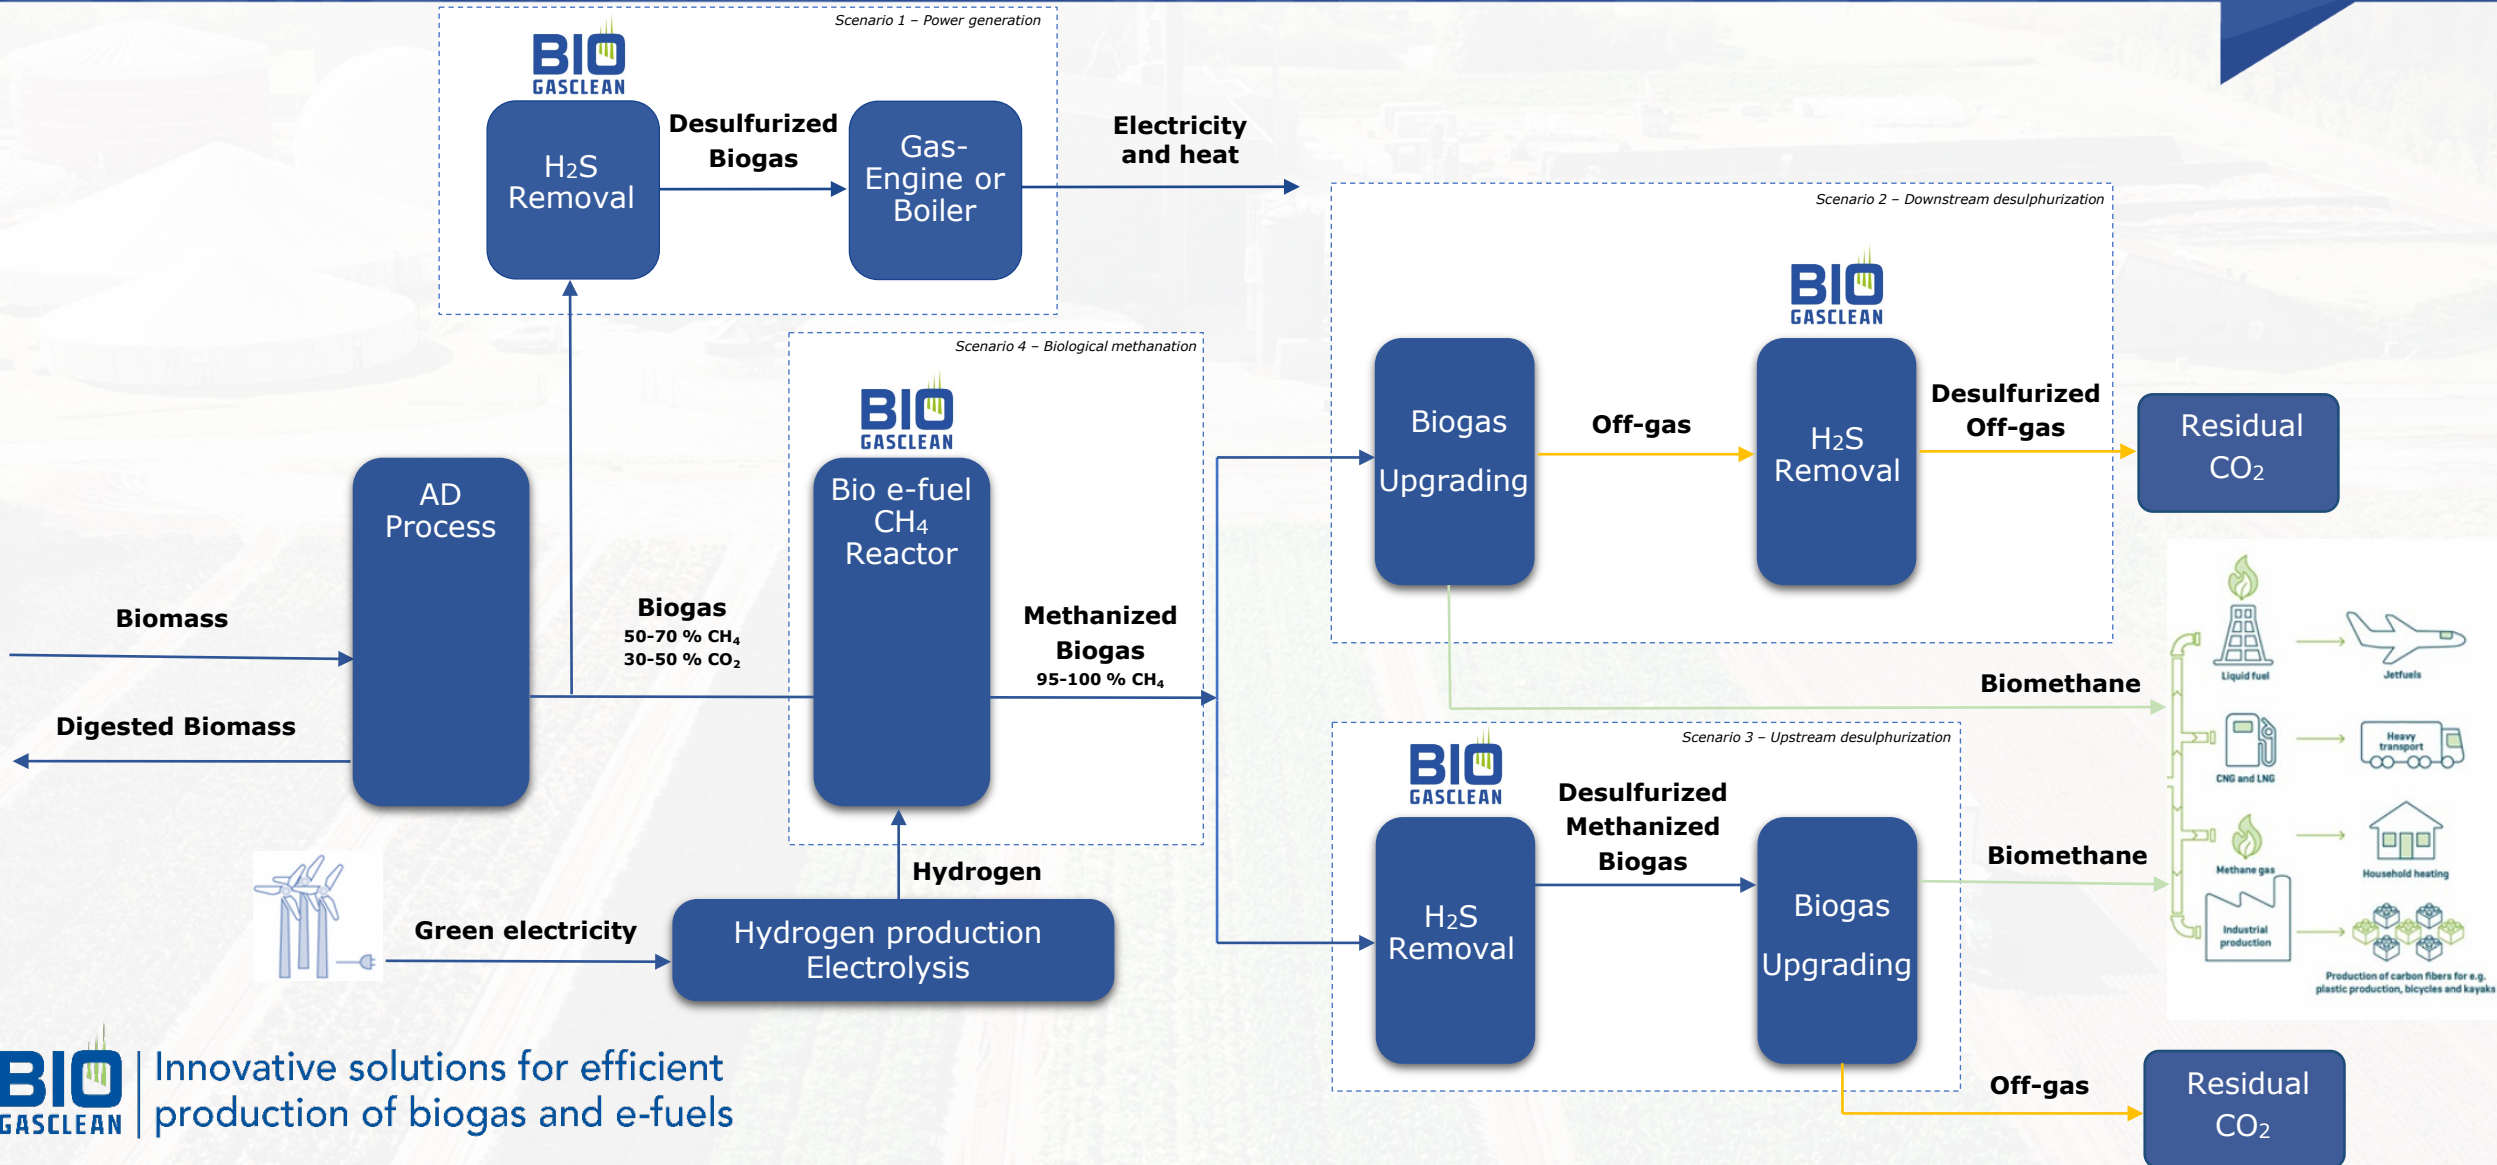 Scenario 1 – Power generation
BIO
GASCLEAN
H₂S
Removal
Desulfurized
Biogas
Gas-
Engine or
Boiler
Electricity
and heat
Scenario 2 – Downstream desulphurization
BIO
GASCLEAN
Biogas
Upgrading
Off-gas
H₂S
Removal
Desulfurized
Off-gas
Residual
CO₂
Scenario 4 – Biological methanation
BIO
GASCLEAN
AD
Process
Bio e-fuel
CH₄
Reactor
Biomass
Digested Biomass
Biogas
50-70 % CH₄
30-50 % CO₂
Methanized
Biogas
95-100 % CH₄
Biomethane
Scenario 3 – Upstream desulphurization
BIO
GASCLEAN
H₂S
Removal
Desulfurized
Methanized
Biogas
Biogas
Upgrading
Biomethane
Off-gas
Residual
CO₂
Hydrogen
Green electricity
Hydrogen production
Electrolysis
Liquid fuel
Jetfuels
CNG and LNG
Heavy
transport
Methane gas
Household heating
Industrial
production
Production of carbon fibers for e.g.
plastic production, bicycles and kayaks
BIO
GASCLEAN
Innovative solutions for efficient
production of biogas and e-fuels